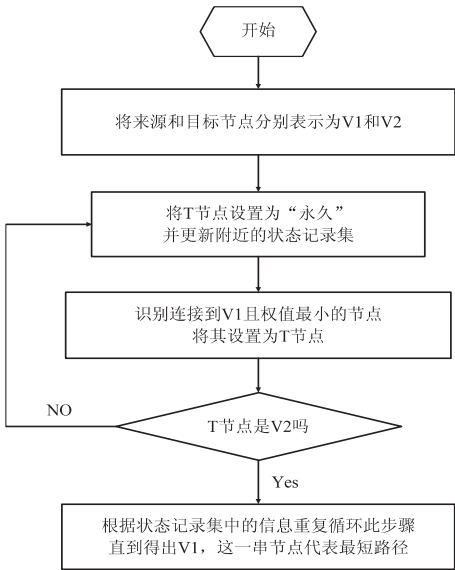 开始
将来源和目标节点分别表示为V1和V2
将T节点设置为“永久”
并更新附近的状态记录集
识别连接到V1且权值最小的节点
将其设置为T节点
T节点是V2吗
NO
Yes
根据状态记录集中的信息重复循环此步骤
直到得出V1，这一串节点代表最短路径